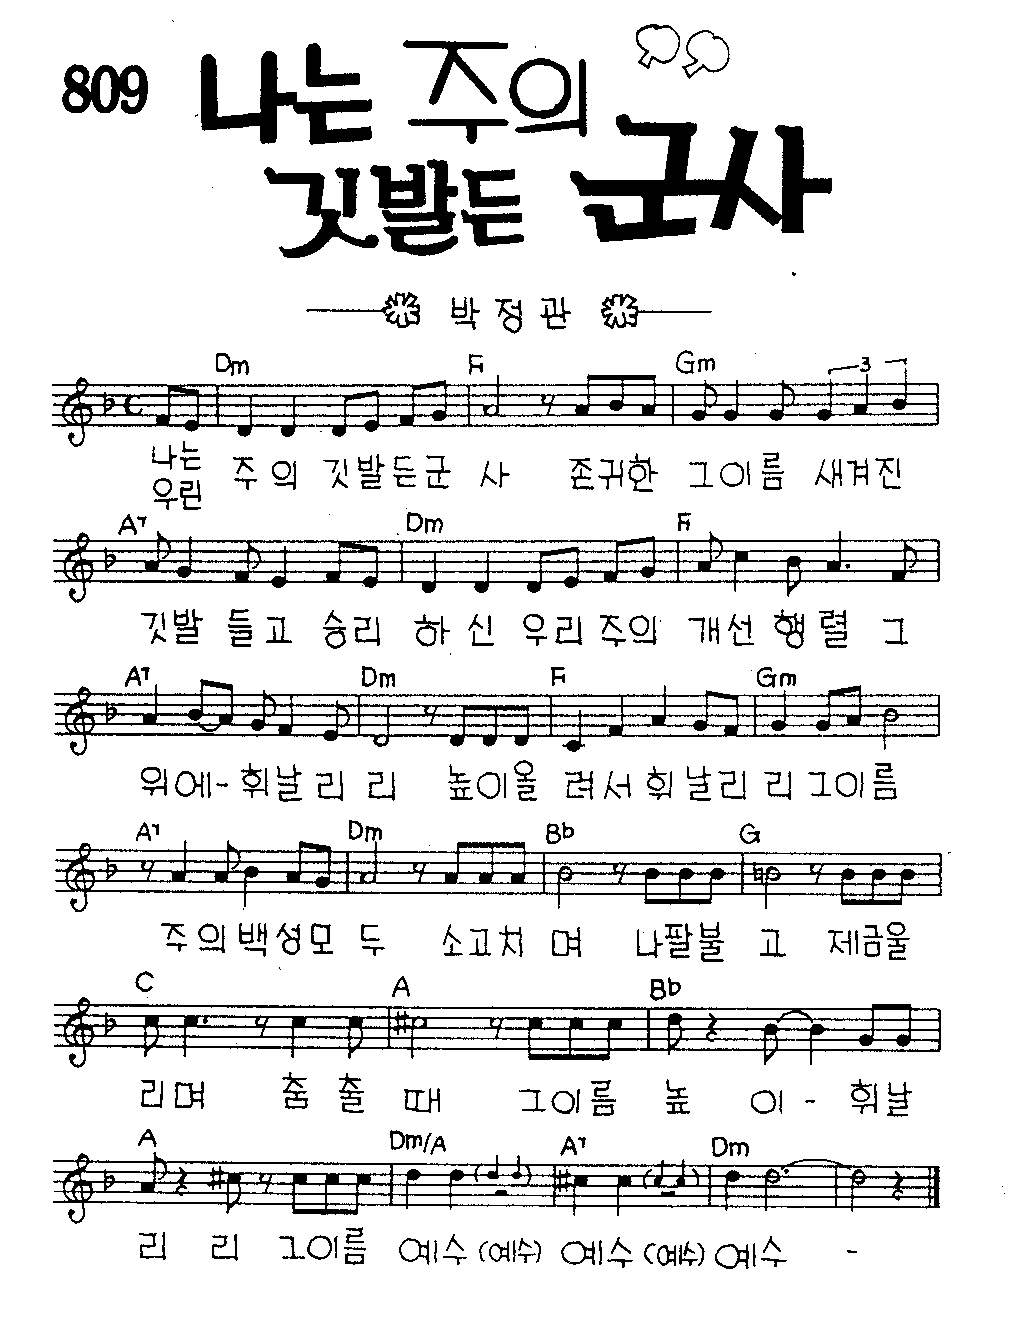 809 나는 주의
깃발든 군사
박정관
Dm F Gm
3
나는 주의 깃발든군 사 존귀한 그이름 새겨진
우린
A7 Dm F
깃발 들고 승리 하신 우리주의 개선행렬 그
A7 Dm F Gm
위에-휘날리리 높이올 려서 휘날리리그이름
A7 Dm Bb G
주의백성모두 소고치며 나팔불고 제금울
C A Bb
리며 춤출때 그이름 높이-휘날
A Dm/A A7 Dm
리 리 그이름 예수(예수) 예수(예수) 예수 -